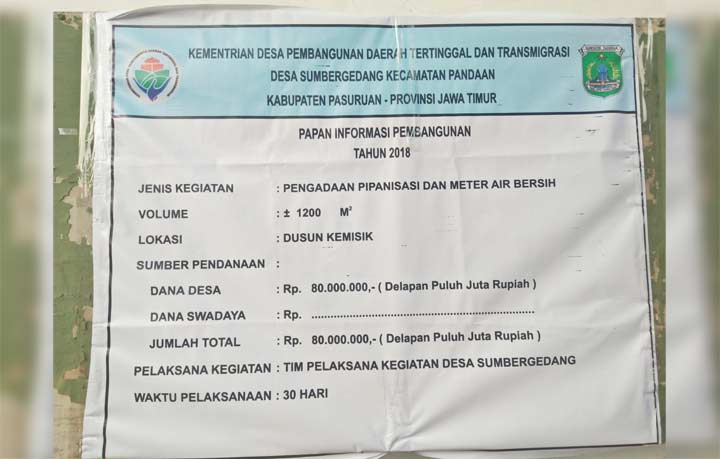 KEMENTRIAN DESA PEMBANGUNAN DAERAH TERTINGGAL DAN TRANSMIGRASI
DESA SUMBERGEDANG KECAMATAN PANDAAN
KABUPATEN PASURUAN - PROVINSI JAWA TIMUR
PAPAN INFORMASI PEMBANGUNAN
TAHUN 2018
JENIS KEGIATAN : PENGADAAN PIPANISASI DAN METER AIR BERSIH
VOLUME : ± 1200 M²
LOKASI : DUSUN KEMISIK
SUMBER PENDANAAN :
DANA DESA : Rp. 80.000.000,- ( Delapan Puluh Juta Rupiah )
DANA SWADAYA : Rp. ......................................................................
JUMLAH TOTAL : Rp. 80.000.000,- ( Delapan Puluh Juta Rupiah )
PELAKSANA KEGIATAN : TIM PELAKSANA KEGIATAN DESA SUMBERGEDANG
WAKTU PELAKSANAAN : 30 HARI